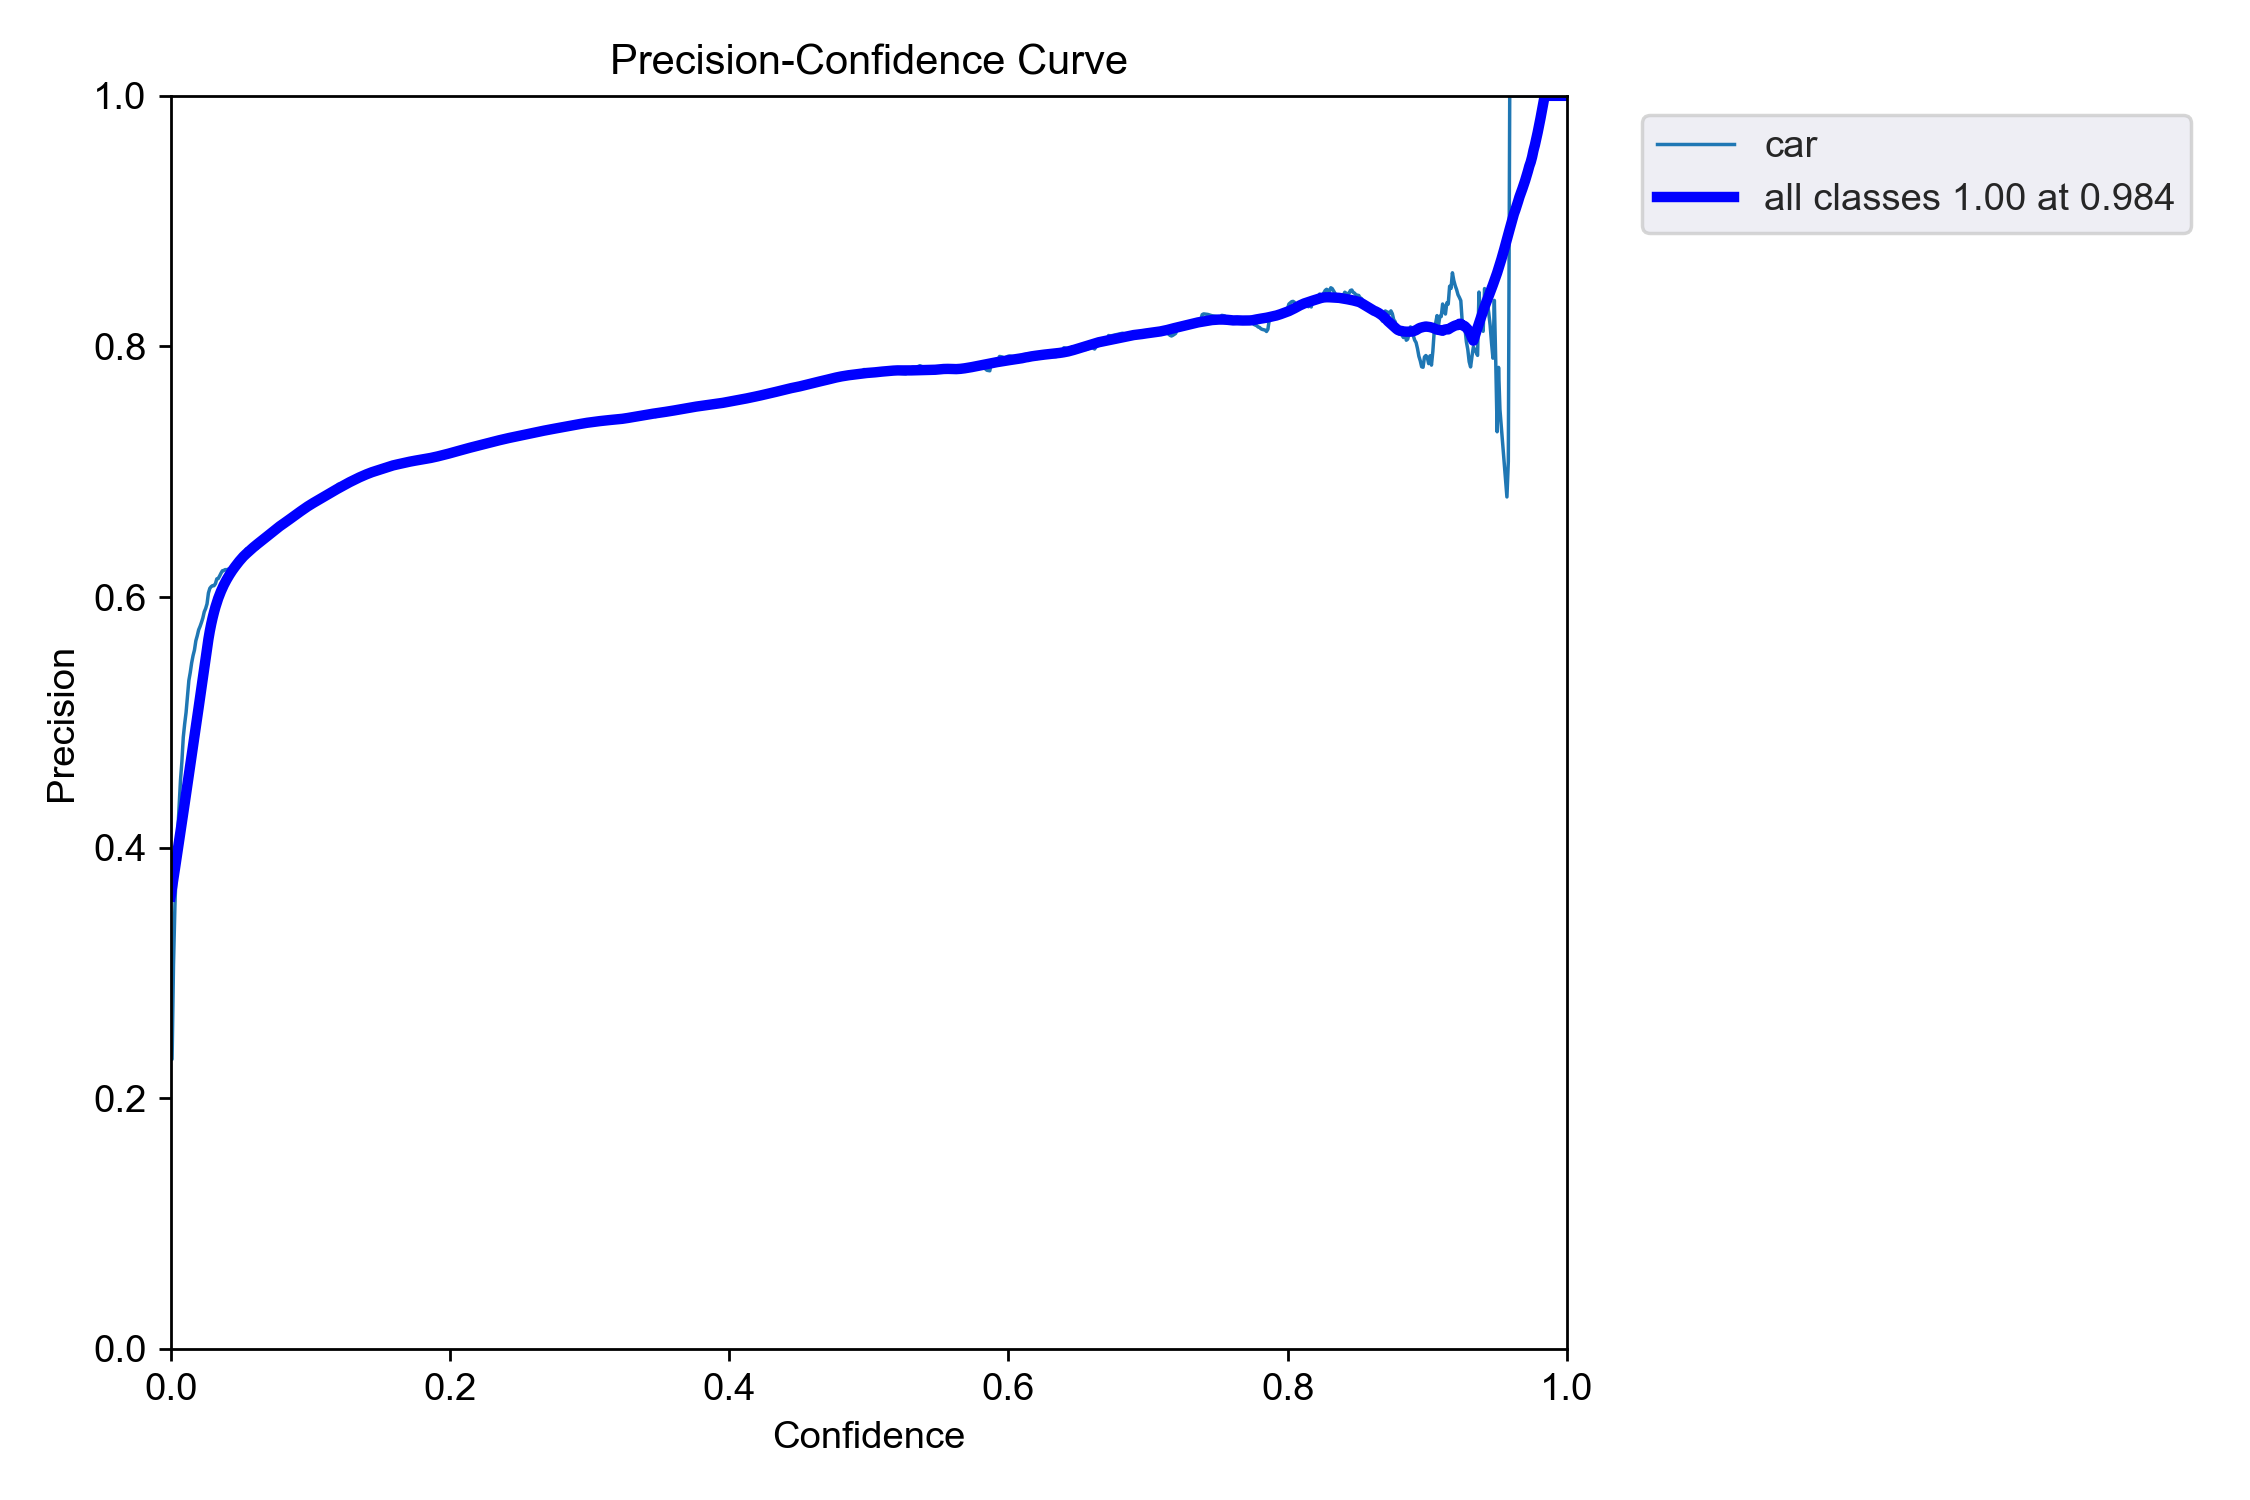 Precision-Confidence Curve
1.0
0.8
0.6
0.4
0.2
0.0
Precision
0.0 0.2 0.4 0.6 0.8 1.0
Confidence
car
all classes 1.00 at 0.984